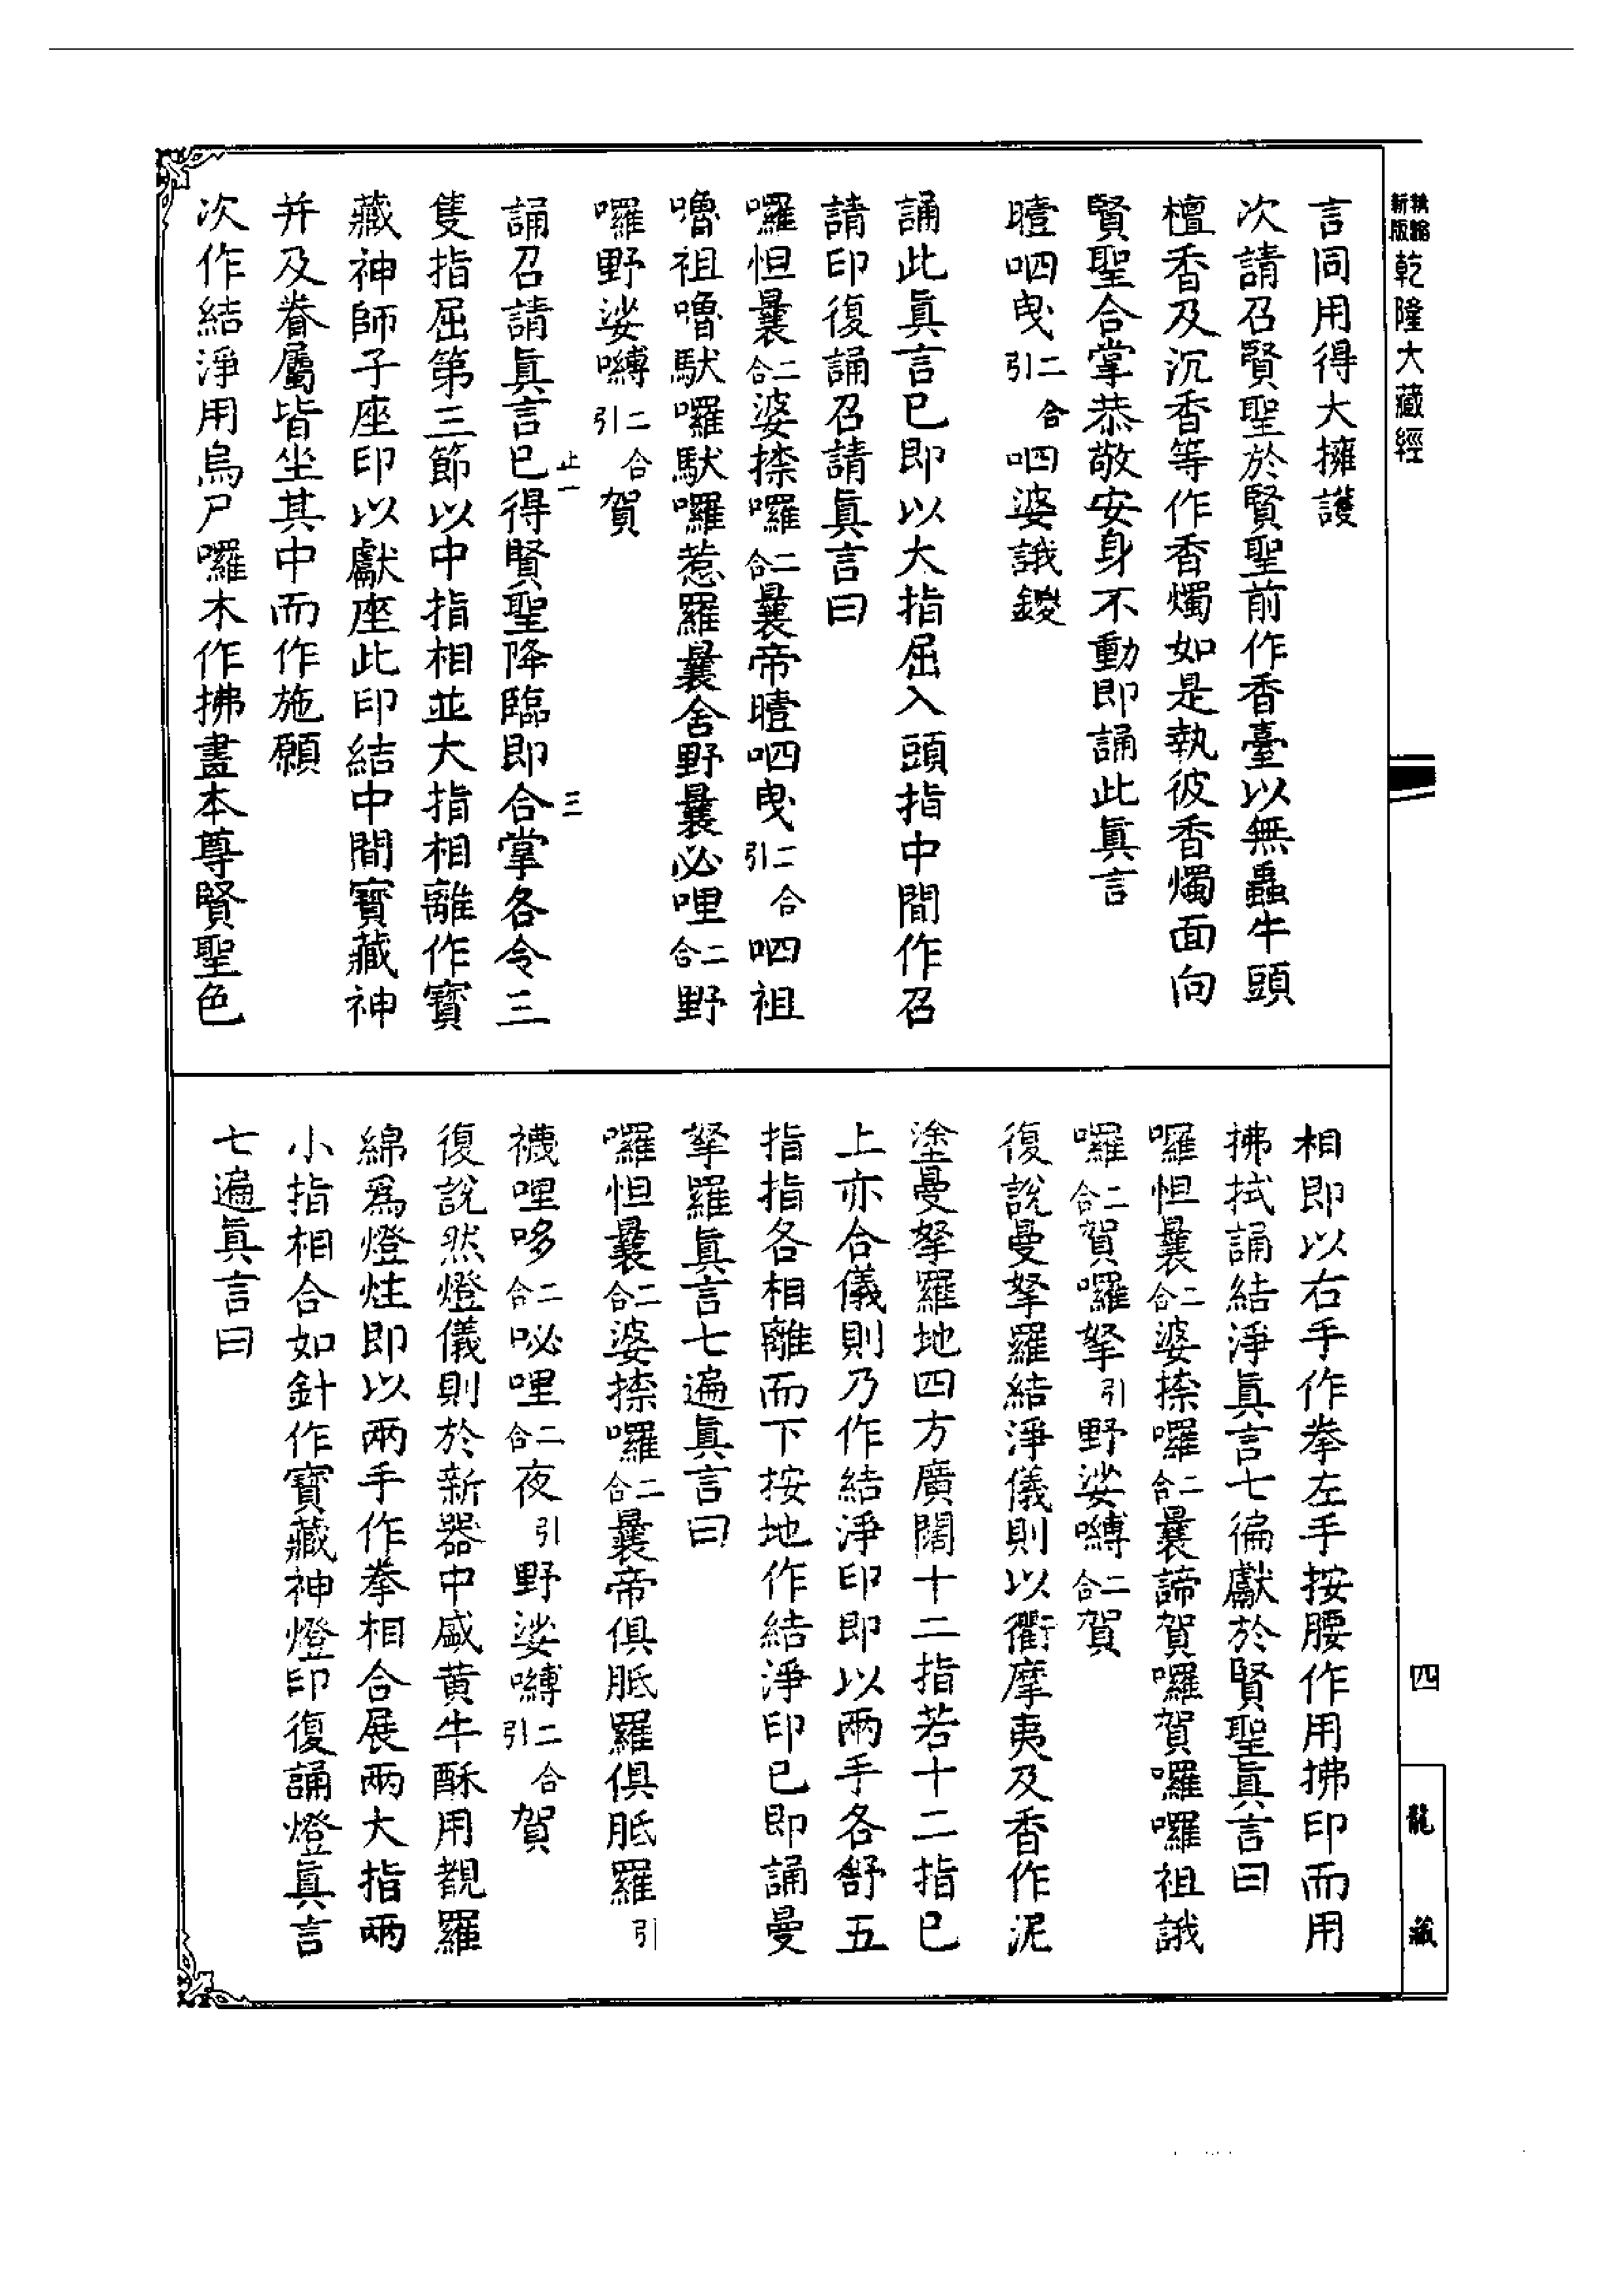 新版
乾隆大藏經
言同用得大擁護
次請召賢聖於賢聖前作香臺以無蟲牛頭
檀香及沉香等作香燭如是執彼香燭面向
賢聖合掌恭敬安身不動即誦此眞言
曀呬曳二合引呬婆誐鑁
誦此眞言已即以大指屈入頭指中間作召
請印復誦召請眞言曰
囉怛曩二合婆捺囉二合曩帝曀呬曳二合引呬祖
嚕祖嚕馱囉馱囉惹羅曩舍野曩必哩二合野
囉野娑嚩二合引賀
誦召請眞言已得賢聖降臨即合掌各令三
止一
三
隻指屈第三節以中指相並大指相離作寶
藏神師子座印以獻座此印結中間寶藏神
并及眷屬皆坐其中而作施願
次作結淨用烏尸囉木作拂畫本尊賢聖色
相即以右手作拳左手按腰作用拂印而用
拂拭誦結淨眞言七徧獻於賢聖眞言曰
囉怛曩二合婆捺囉二合曩諦賀囉賀囉囉祖誐
囉二合賀囉拏引野娑嚩二合賀
復說曼拏羅結淨儀則以衢摩夷及香作泥
塗曼拏羅地四方廣闊十二指若十二指已
上亦合儀則乃作結淨印即以兩手各舒五
指指各相離而下按地作結淨印已即誦曼
拏羅眞言七遍眞言曰
囉怛曩二合婆捺囉二合曩帝俱胝羅俱胝羅引
襪哩哆二合咇哩二合夜引野娑嚩二合引賀
復說然燈儀則於新器中盛黄牛酥用覩羅
綿爲燈炷即以兩手作拳相合展兩大指兩
小指相合如針作寶藏神燈印復誦燈眞言
七遍眞言曰
四
龍藏